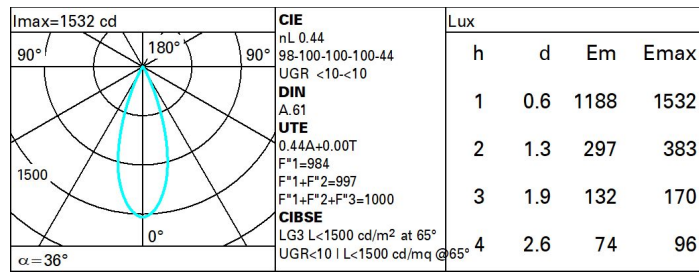 Imax=1532 cd
90°
180°
90°
1500
0°
α=36°
CIE
nL 0.44
98-100-100-100-44
UGR <10-<10
DIN
A.61
UTE
0.44A+0.00T
F"1=984
F"1+F"2=997
F"1+F"2+F"3=1000
CIBSE
LG3 L<1500 cd/m² at 65°
UGR<10 | L<1500 cd/mq @65°
Lux
h d Em Emax
1 0.6 1188 1532
2 1.3 297 383
3 1.9 132 170
4 2.6 74 96